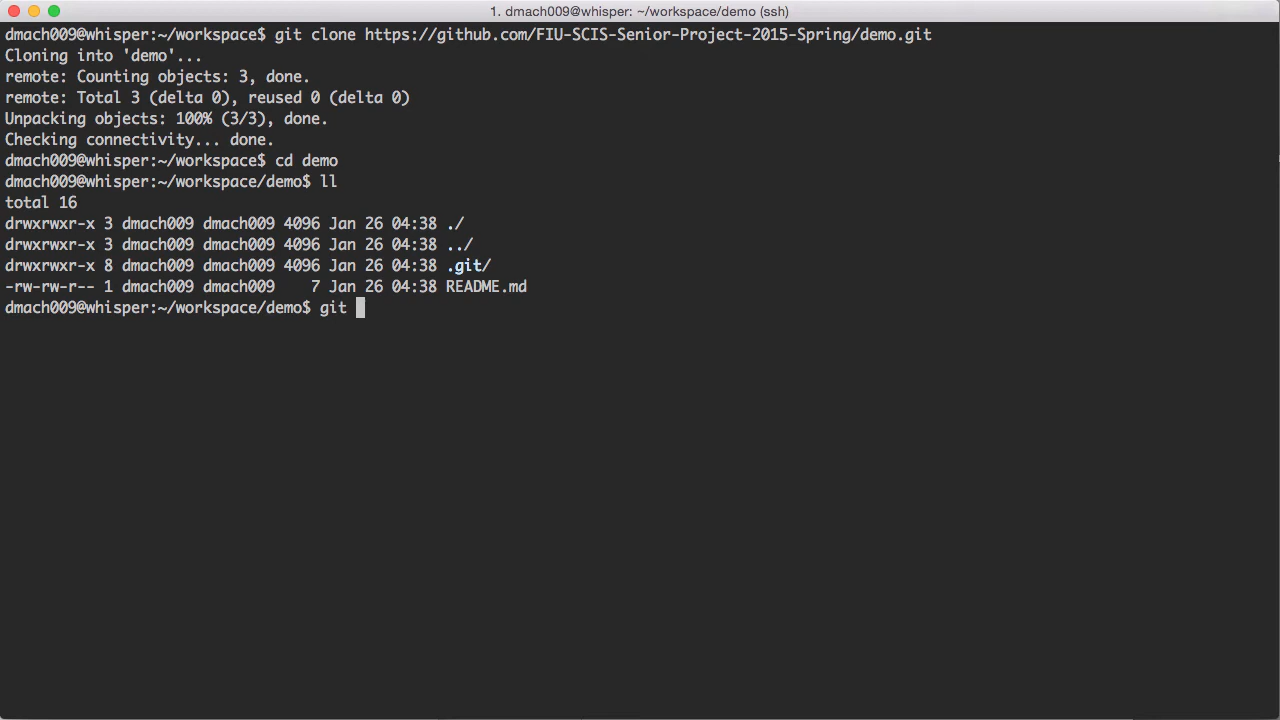 1. dmach009@whisper: ~/workspace/demo (ssh)
dmach009@whisper:~/workspace$ git clone https://github.com/FIU-SCIS-Senior-Project-2015-Spring/demo.git
Cloning into 'demo'...
remote: Counting objects: 3, done.
remote: Total 3 (delta 0), reused 0 (delta 0)
Unpacking objects: 100% (3/3), done.
Checking connectivity... done.
dmach009@whisper:~/workspace$ cd demo
dmach009@whisper:~/workspace/demo$ ll
total 16
drwxrwxr-x 3 dmach009 dmach009 4096 Jan 26 04:38 ./
drwxrwxr-x 3 dmach009 dmach009 4096 Jan 26 04:38 ../
drwxrwxr-x 8 dmach009 dmach009 4096 Jan 26 04:38 .git/
-rw-rw-r-- 1 dmach009 dmach009    7 Jan 26 04:38 README.md
dmach009@whisper:~/workspace/demo$ git